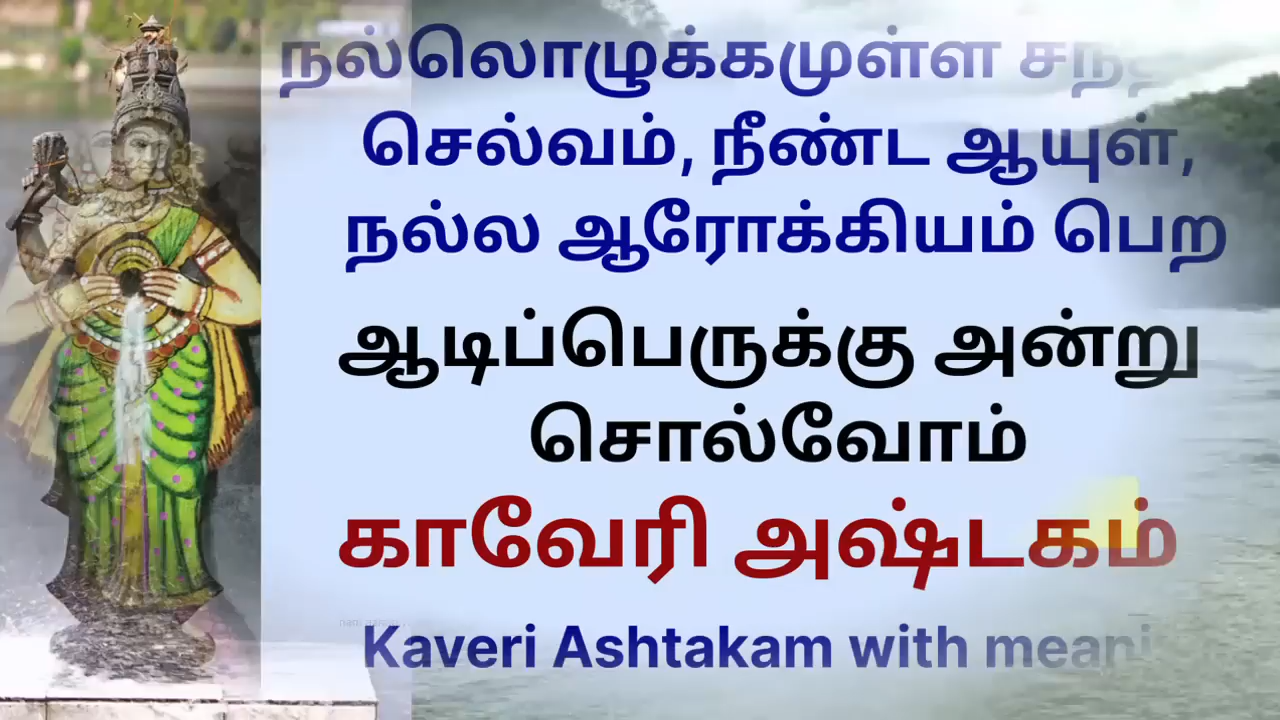 நல்லொழுக்கமுள்ள
செல்வம், நீண்ட ஆயுள்,
நல்ல ஆரோக்கியம் பெற
ஆடிப்பெருக்கு அன்று
சொல்வோம்
காவேரி அஷ்டகம்
Kaveri Ashtakam with